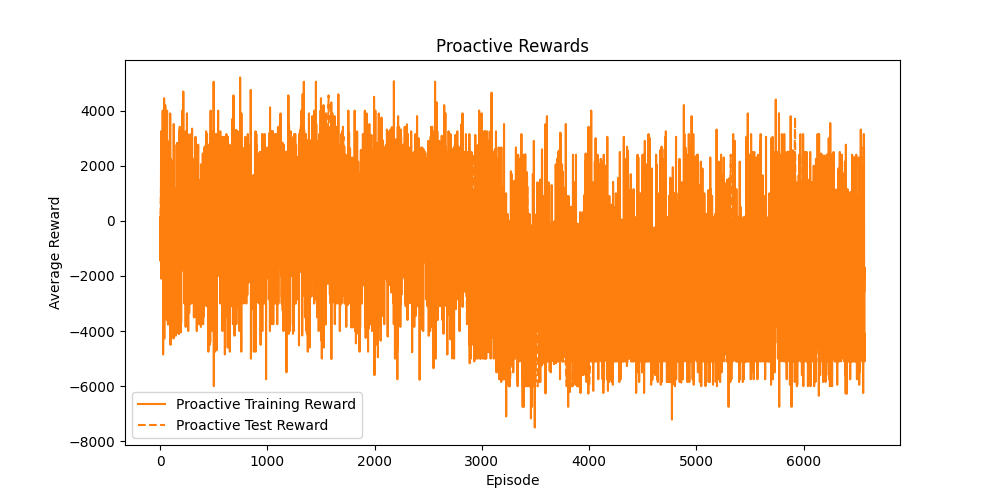 Proactive Rewards
4000
2000
0
−2000
−4000
−6000
−8000
Average Reward
Proactive Training Reward
Proactive Test Reward
0 1000 2000 3000 4000 5000 6000
Episode